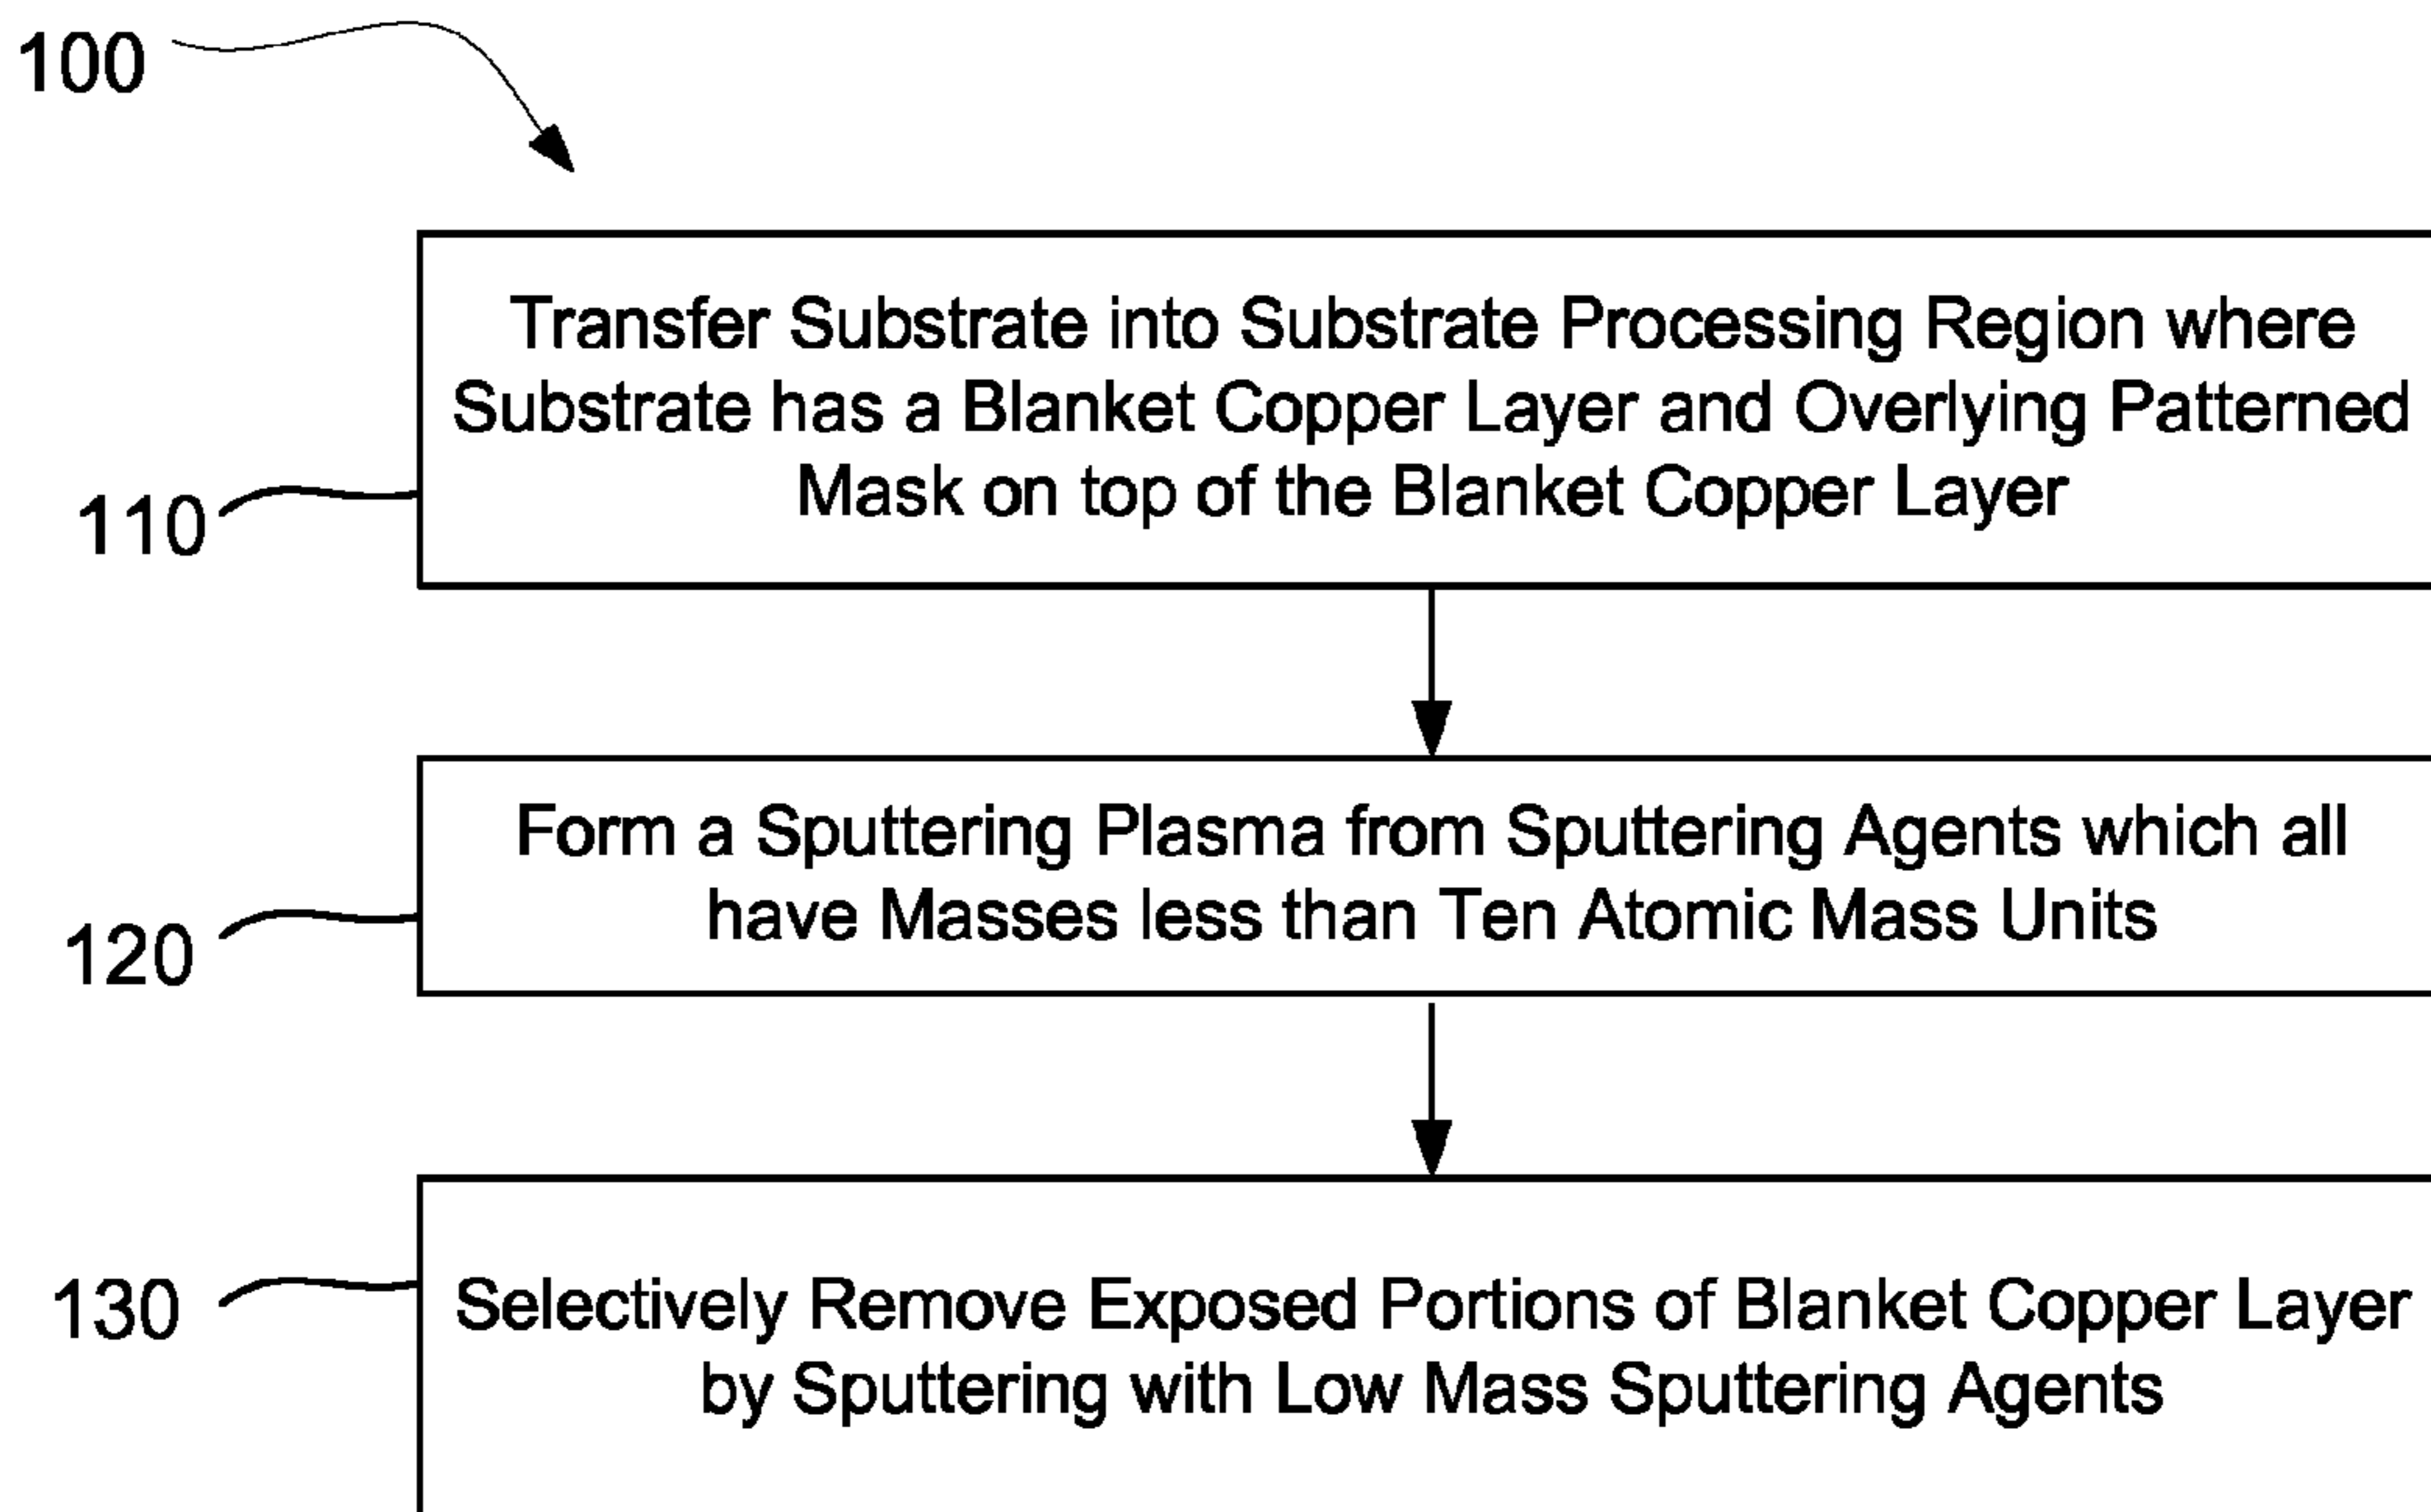 100
Transfer Substrate into Substrate Processing Region where
Substrate has a Blanket Copper Layer and Overlying Patterned
Mask on top of the Blanket Copper Layer
110
Form a Sputtering Plasma from Sputtering Agents which all
have Masses less than Ten Atomic Mass Units
120
Selectively Remove Exposed Portions of Blanket Copper Layer
by Sputtering with Low Mass Sputtering Agents
130